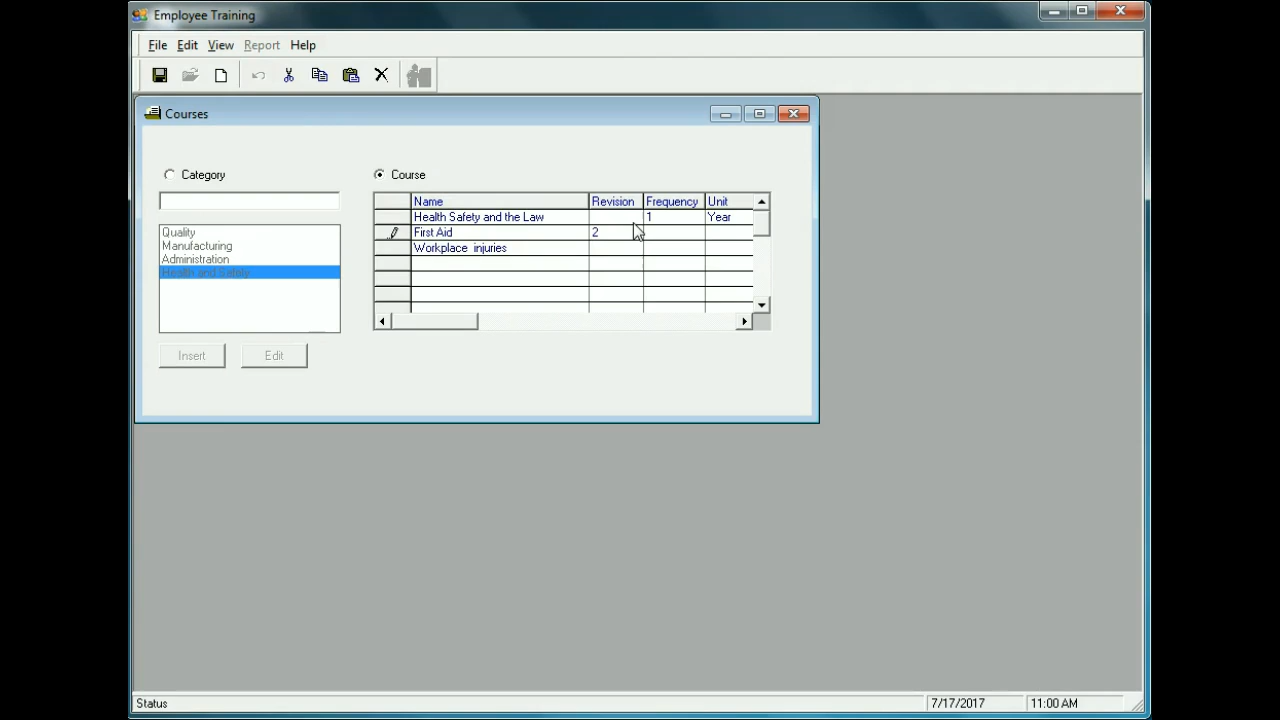 Employee Training
File Edit View Report Help
Courses
Category
Course
Name Revision Frequency Unit
Health Safety and the Law 1 Year
First Aid 2
Workplace injuries
Quality
Manufacturing
Administration
Health and Safety
Insert Edit
Status 7/17/2017 11:00 AM